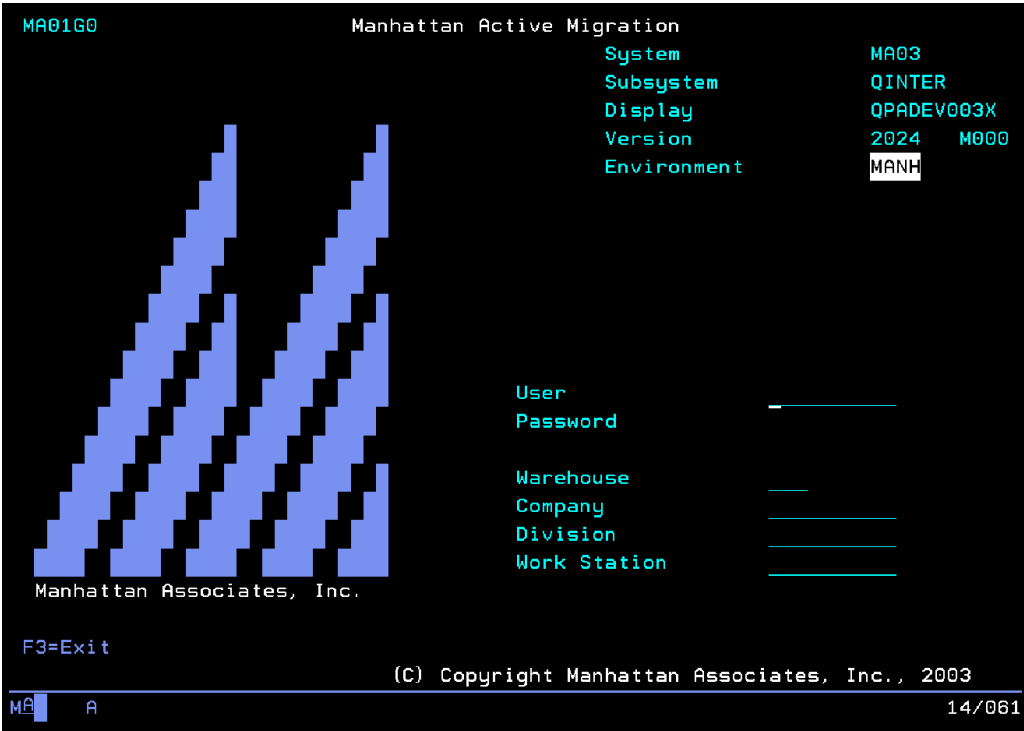 MA01G0 Manhattan Active Migration
System MA03
Subsystem QINTER
Display QPADEV003X
Version 2024 M000
Environment MANH
User
Password
Warehouse
Company
Division
Work Station
Manhattan Associates, Inc.
F3=Exit
(C) Copyright Manhattan Associates, Inc., 2003
MA A 14/061